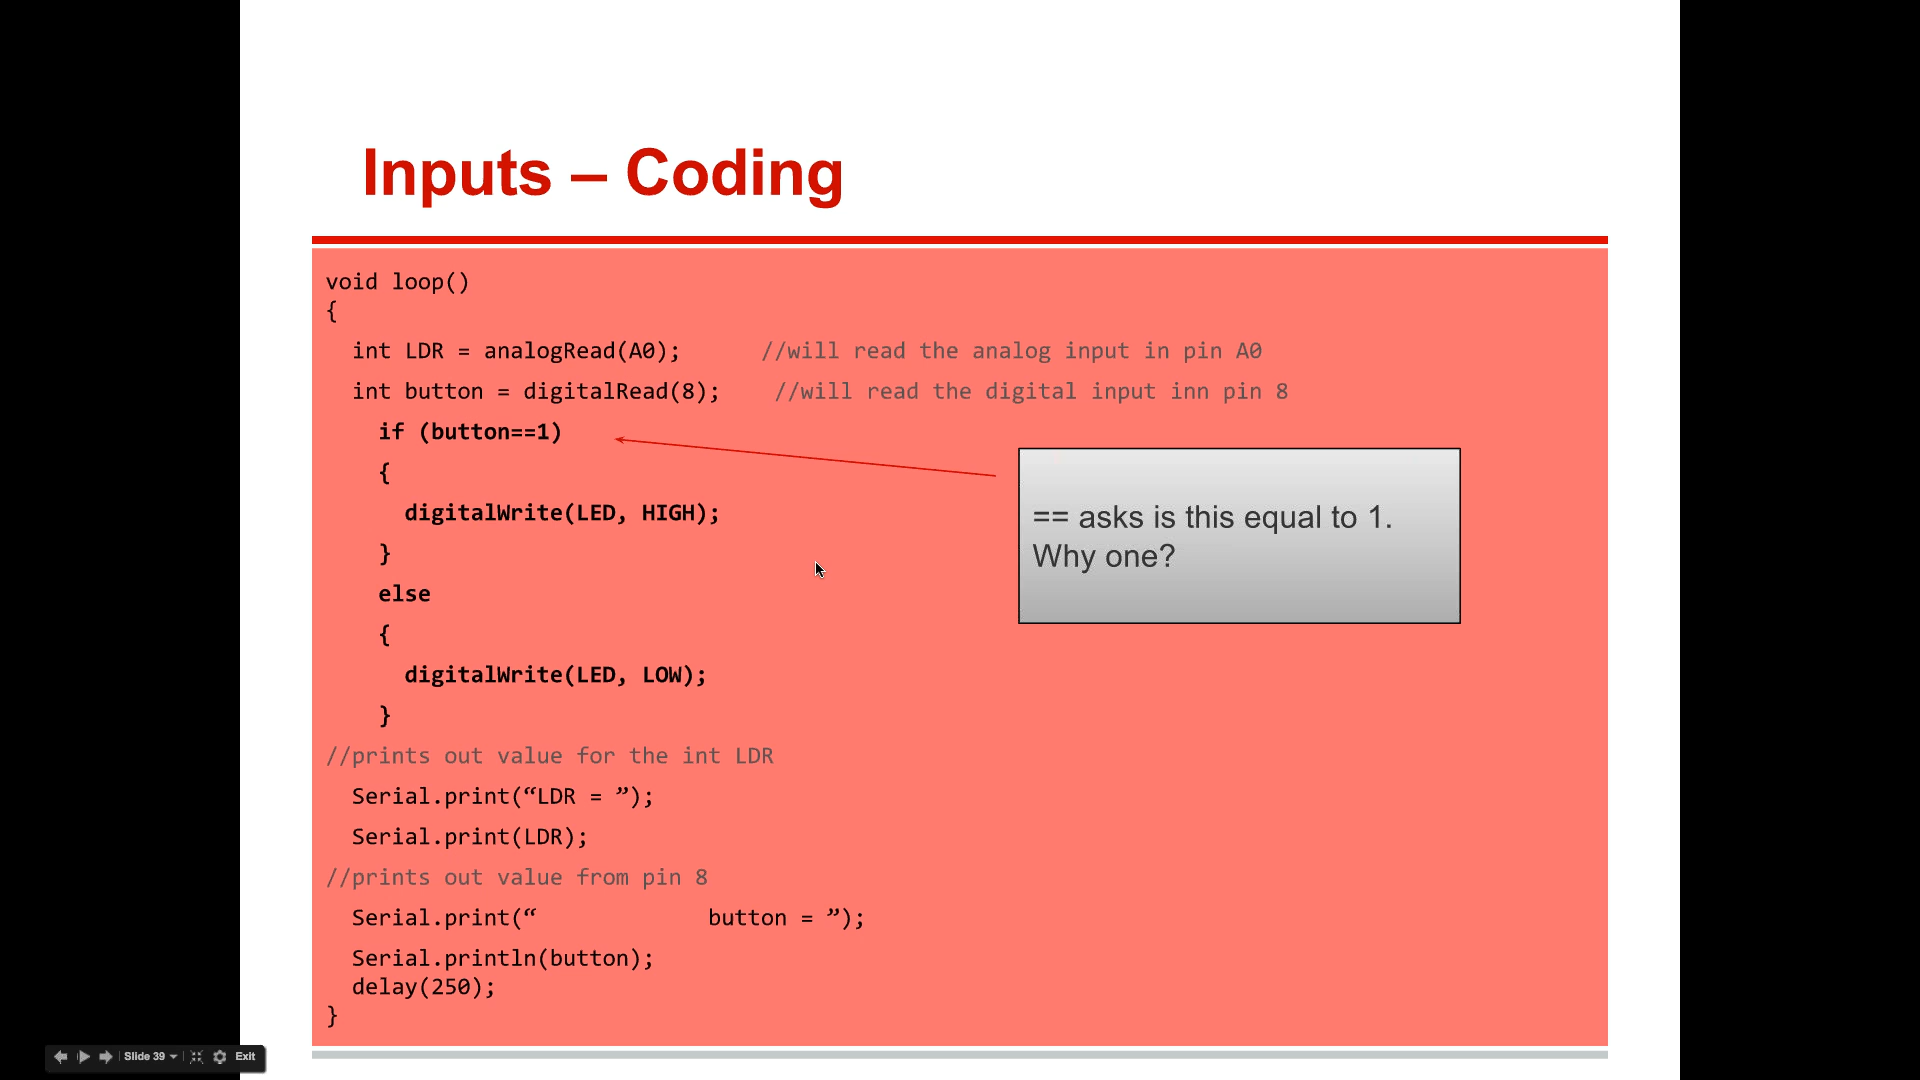 Inputs – Coding
void loop()
{
int LDR = analogRead(A0); //will read the analog input in pin A0
int button = digitalRead(8); //will read the digital input inn pin 8
if (button==1)
{
digitalWrite(LED, HIGH);
}
else
{
digitalWrite(LED, LOW);
}
//prints out value for the int LDR
Serial.print(“LDR = ”);
Serial.print(LDR);
//prints out value from pin 8
Serial.print(“ button = ”);
Serial.println(button);
delay(250);
}
== asks is this equal to 1.
Why one?
Slide 39 Exit